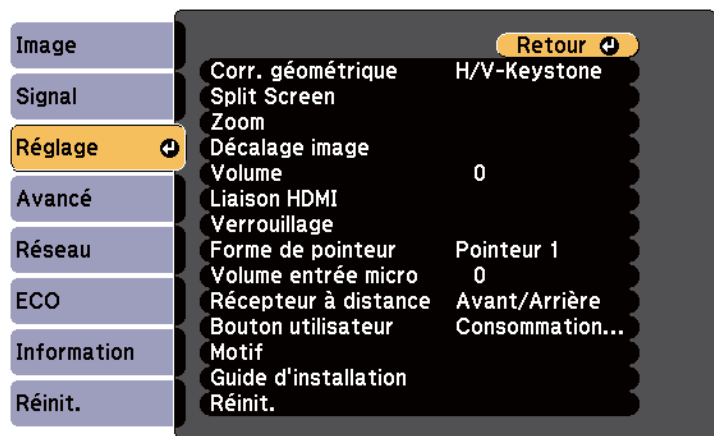 Image
Signal
Réglage
Avancé
Réseau
ECO
Information
Réinit.
Retour
Corr. géométrique H/V-Keystone
Split Screen
Zoom
Décalage image
Volume 0
Liaison HDMI
Verrouillage
Forme de pointeur Pointeur 1
Volume entrée micro 0
Récepteur à distance Avant/Arrière
Bouton utilisateur Consommation...
Motif
Guide d'installation
Réinit.